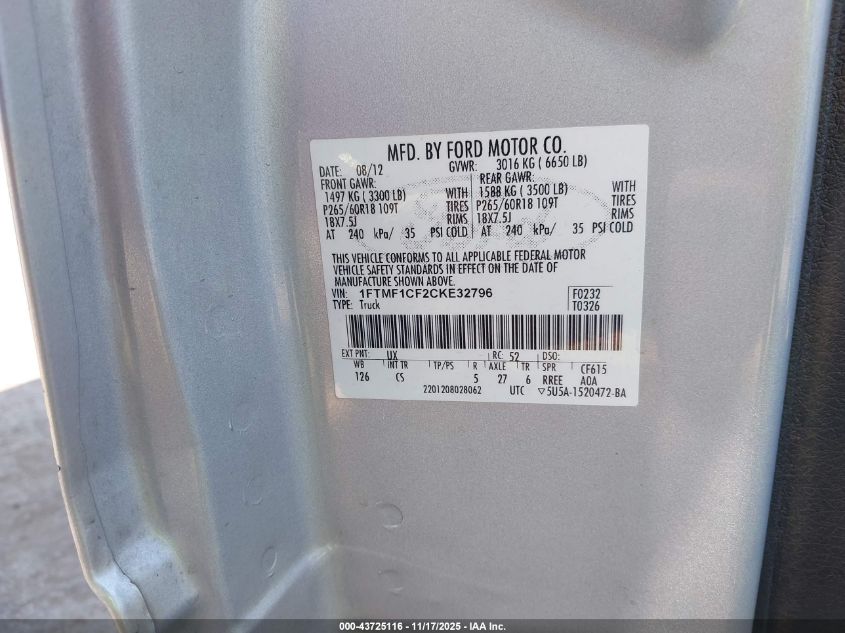 MFD. BY FORD MOTOR CO.
DATE: 08/12 GVWR: 3016 KG ( 6650 LB)
FRONT GAWR: REAR GAWR:
1497 KG ( 3300 LB) WITH 1588 KG ( 3500 LB) WITH
P265/60R18 109T TIRES P265/60R18 109T TIRES
18X7.5J RIMS 18X7.5J RIMS
AT 240 kPa/ 35 PSI COLD AT 240 kPa/ 35 PSI COLD
THIS VEHICLE CONFORMS TO ALL APPLICABLE FEDERAL MOTOR
VEHICLE SAFETY STANDARDS IN EFFECT ON THE DATE OF
MANUFACTURE SHOWN ABOVE.
VIN: 1FTMF1CF2CKE32796 F0232
TYPE: Truck T0326
EXT PNT: UX RC: 52 DSO:
WB INT TR TP/PS R AXLE TR SPR CF615
126 CS 5 27 6 RREE AOA
2201208028062 UTC ▽5U5A-1520472-BA
000-43725116 - 11/17/2025 - IAA Inc.